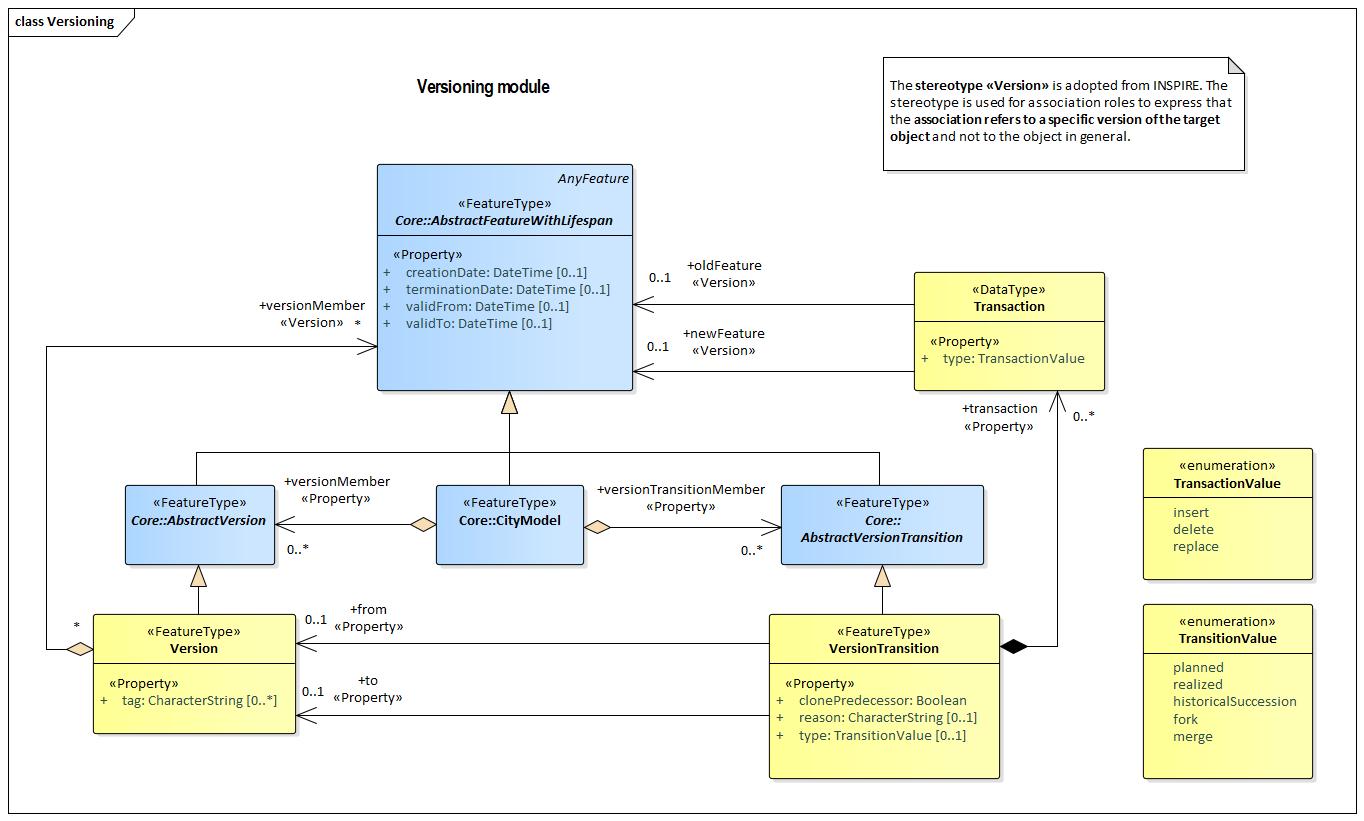 class Versioning
Versioning module
The stereotype «Version» is adopted from INSPIRE. The
stereotype is used for association roles to express that
the association refers to a specific version of the target
object and not to the object in general.
AnyFeature
«FeatureType»
Core::AbstractFeatureWithLifespan
«Property»
+ creationDate: DateTime [0..1]
+ terminationDate: DateTime [0..1]
+ validFrom: DateTime [0..1]
+ validTo: DateTime [0..1]
+versionMember
«Version» *
0..1
+oldFeature
«Version»
0..1
+newFeature
«Version»
«DataType»
Transaction
«Property»
+ type: TransactionValue
+transaction
«Property»
0..*
«FeatureType»
Core::AbstractVersion
+versionMember
«Property»
0..*
«FeatureType»
Core::CityModel
+versionTransitionMember
«Property»
0..*
«FeatureType»
Core::
AbstractVersionTransition
«enumeration»
TransactionValue
insert
delete
replace
*
«FeatureType»
Version
«Property»
+ tag: CharacterString [0..*]
0..1
+from
«Property»
0..1
+to
«Property»
«FeatureType»
VersionTransition
«Property»
+ clonePredecessor: Boolean
+ reason: CharacterString [0..1]
+ type: TransitionValue [0..1]
«enumeration»
TransitionValue
planned
realized
historicalSuccession
fork
merge